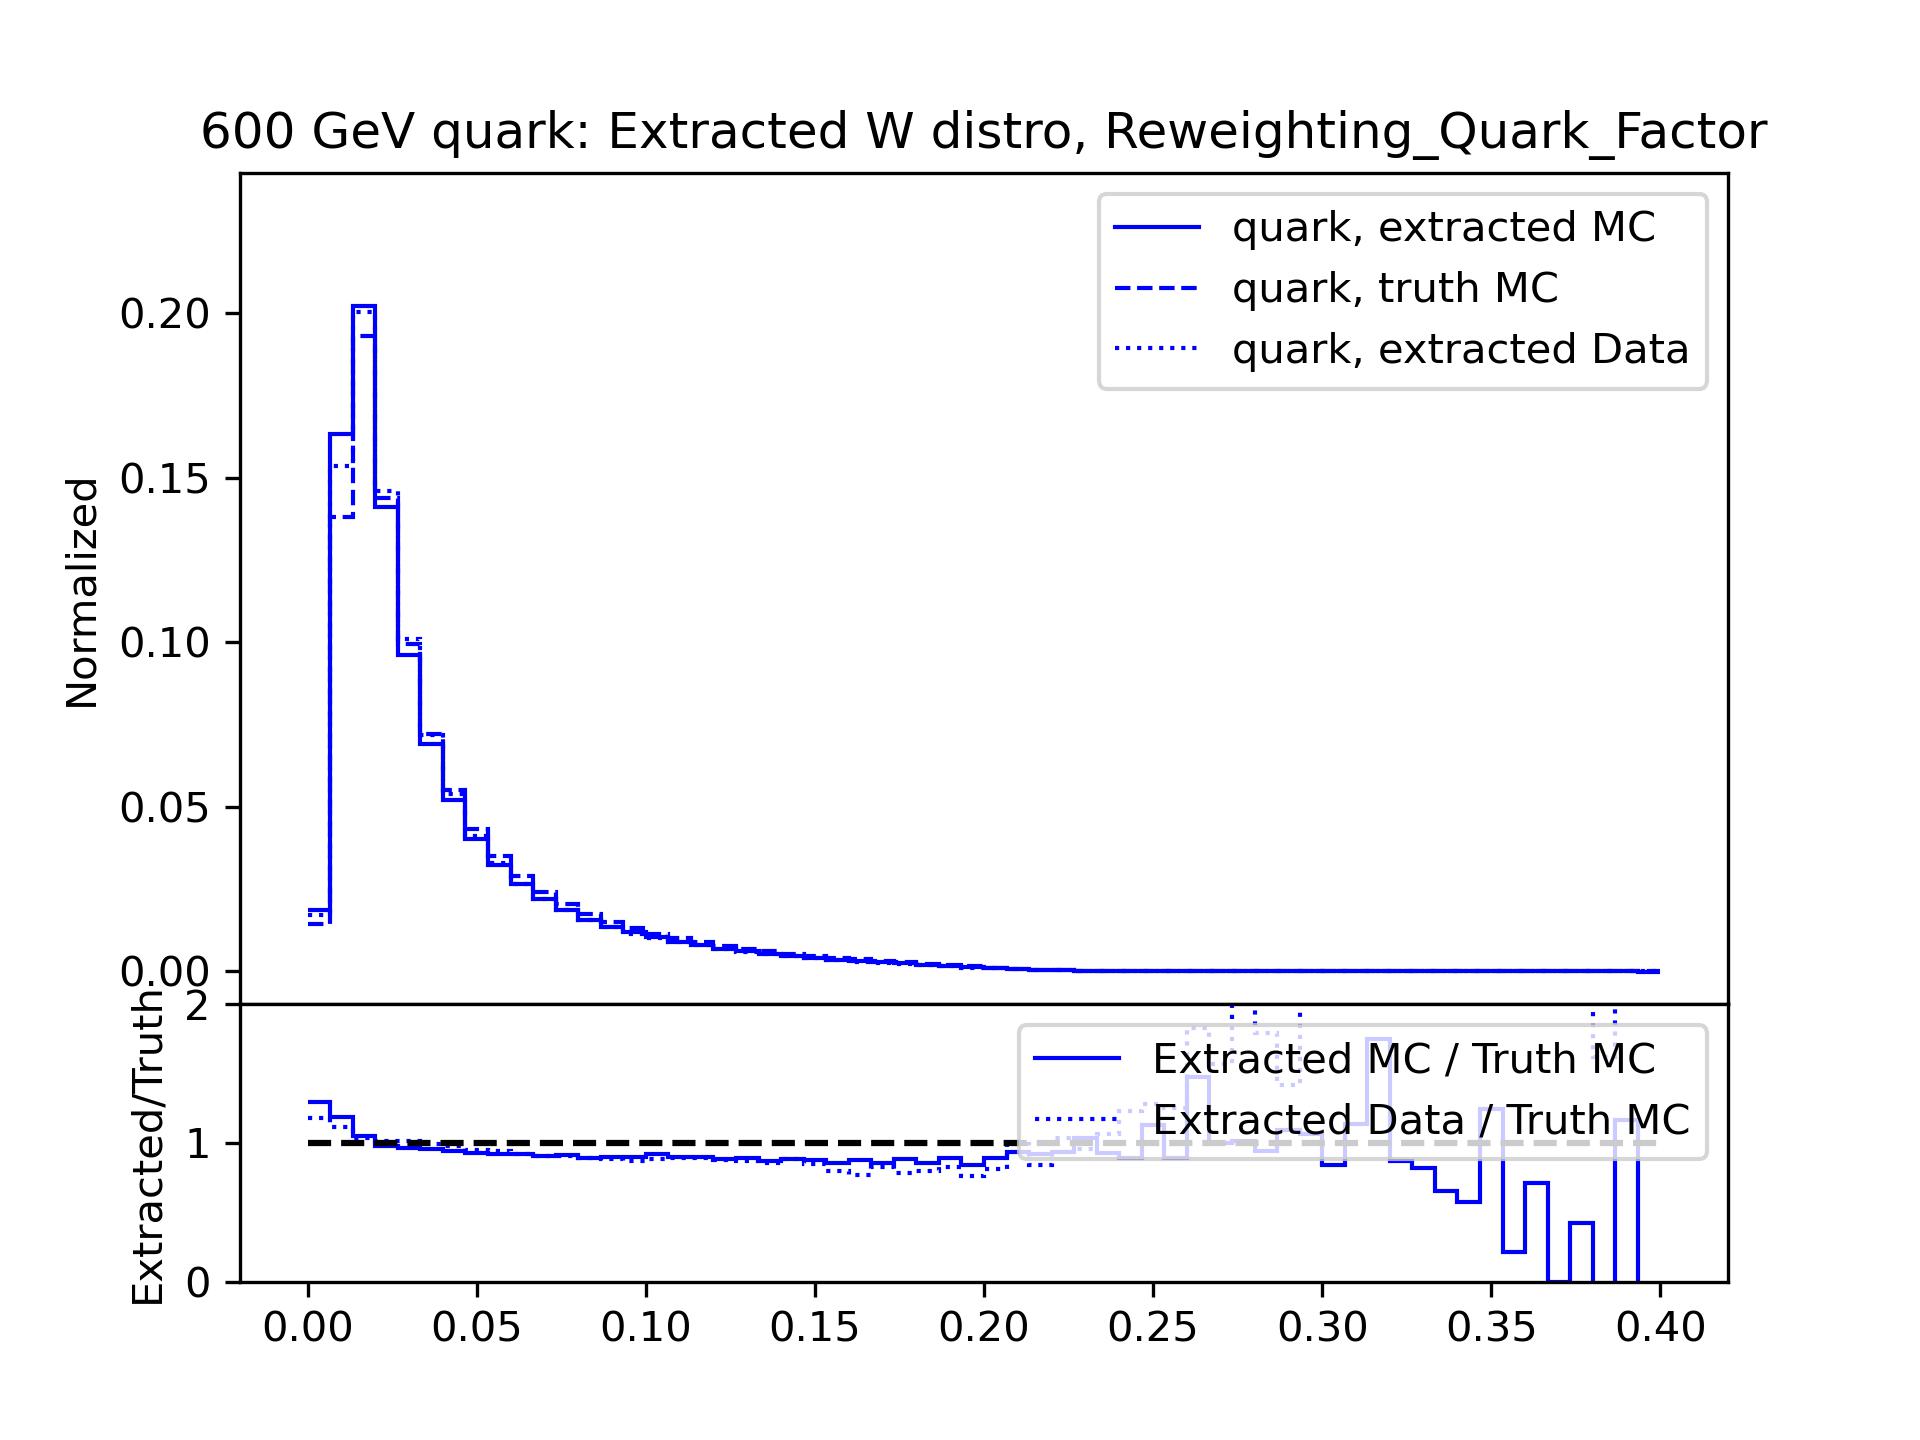 600 GeV quark: Extracted W distro, Reweighting_Quark_Factor
quark, extracted MC
quark, truth MC
quark, extracted Data
Normalized
0.20
0.15
0.10
0.05
0.00
Extracted MC / Truth MC
Extracted Data / Truth MC
Extracted/Truth
2
1
0
0.00 0.05 0.10 0.15 0.20 0.25 0.30 0.35 0.40